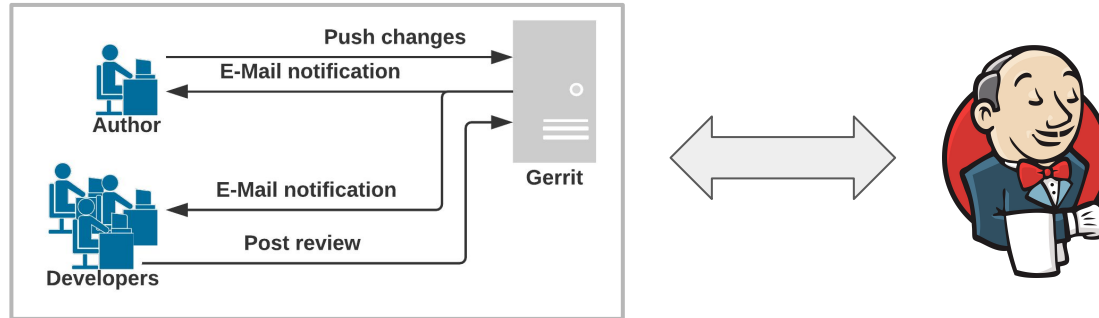 Push changes
E-Mail notification
Author
Gerrit
E-Mail notification
Post review
Developers